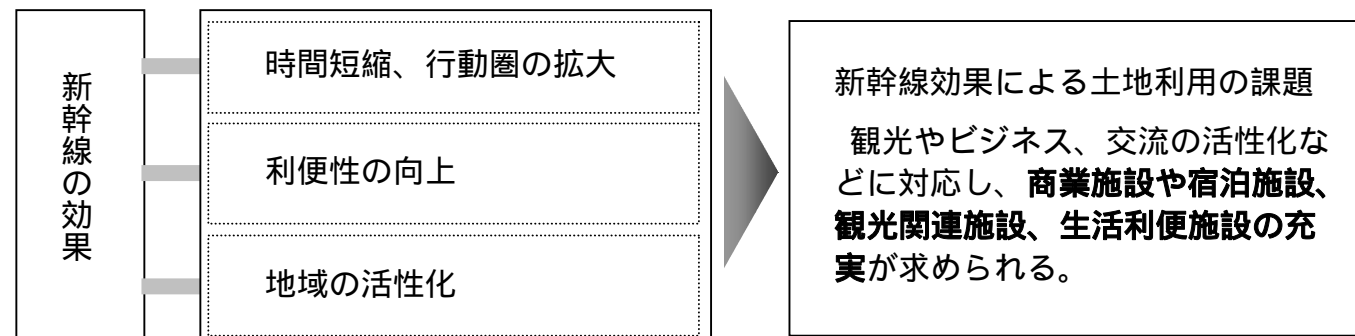 新幹線の効果
時間短縮、行動圏の拡大
利便性の向上
地域の活性化
新幹線効果による土地利用の課題
観光やビジネス、交流の活性化な
どに対応し、商業施設や宿泊施設、
観光関連施設、生活利便施設の充
実が求められる。